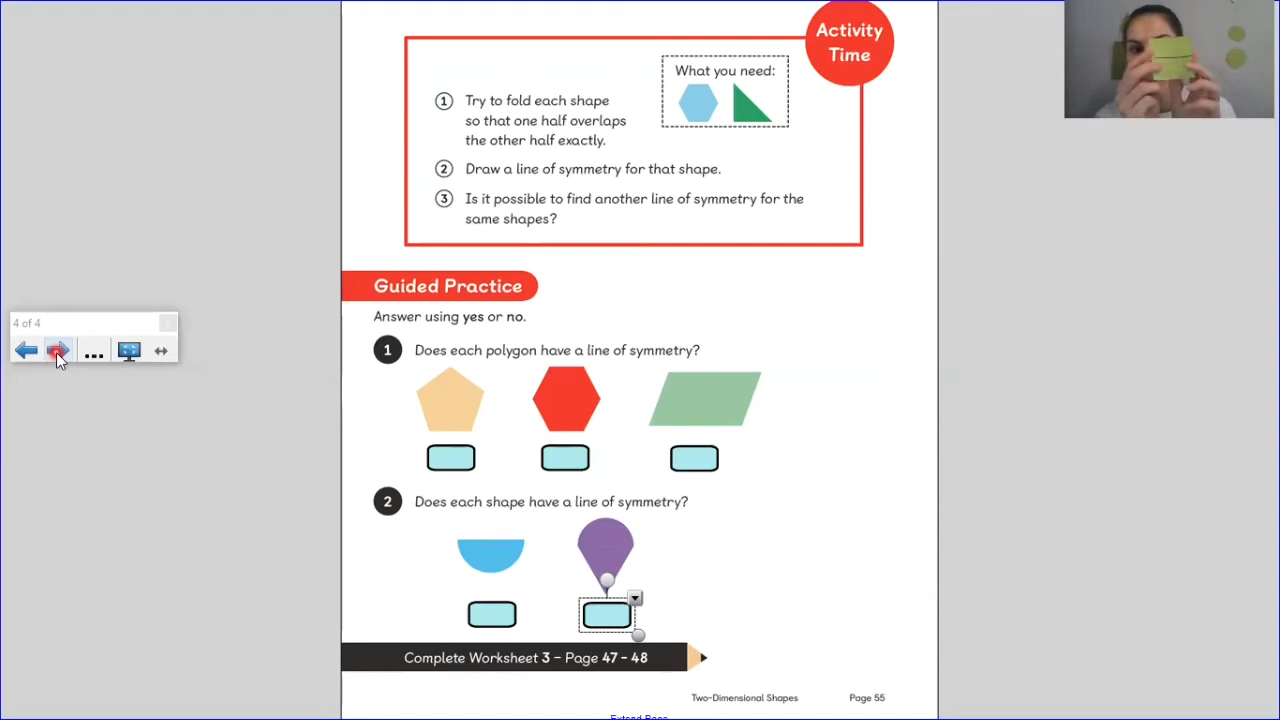 Activity
Time
What you need:
1 Try to fold each shape
so that one half overlaps
the other half exactly.
2 Draw a line of symmetry for that shape.
3 Is it possible to find another line of symmetry for the
same shapes?
Guided Practice
4 of 4
Answer using yes or no.
1 Does each polygon have a line of symmetry?
2 Does each shape have a line of symmetry?
Complete Worksheet 3 – Page 47 – 48
Two-Dimensional Shapes Page 55
Extend Page